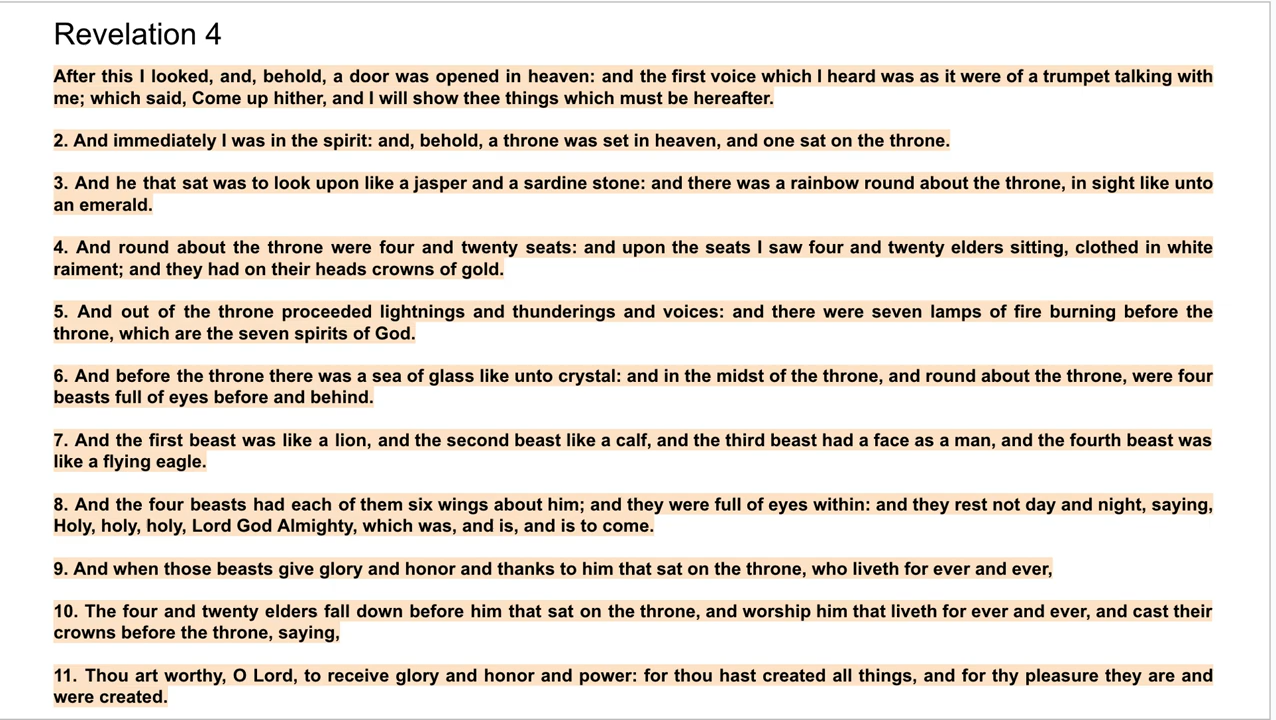 Revelation 4
After this I looked, and, behold, a door was opened in heaven: and the first voice which I heard was as it were of a trumpet talking with
me; which said, Come up hither, and I will show thee things which must be hereafter.
2. And immediately I was in the spirit: and, behold, a throne was set in heaven, and one sat on the throne.
3. And he that sat was to look upon like a jasper and a sardine stone: and there was a rainbow round about the throne, in sight like unto
an emerald.
4. And round about the throne were four and twenty seats: and upon the seats I saw four and twenty elders sitting, clothed in white
raiment; and they had on their heads crowns of gold.
5. And out of the throne proceeded lightnings and thunderings and voices: and there were seven lamps of fire burning before the
throne, which are the seven spirits of God.
6. And before the throne there was a sea of glass like unto crystal: and in the midst of the throne, and round about the throne, were four
beasts full of eyes before and behind.
7. And the first beast was like a lion, and the second beast like a calf, and the third beast had a face as a man, and the fourth beast was
like a flying eagle.
8. And the four beasts had each of them six wings about him; and they were full of eyes within: and they rest not day and night, saying,
Holy, holy, holy, Lord God Almighty, which was, and is, and is to come.
9. And when those beasts give glory and honor and thanks to him that sat on the throne, who liveth for ever and ever,
10. The four and twenty elders fall down before him that sat on the throne, and worship him that liveth for ever and ever, and cast their
crowns before the throne, saying,
11. Thou art worthy, O Lord, to receive glory and honor and power: for thou hast created all things, and for thy pleasure they are and
were created.